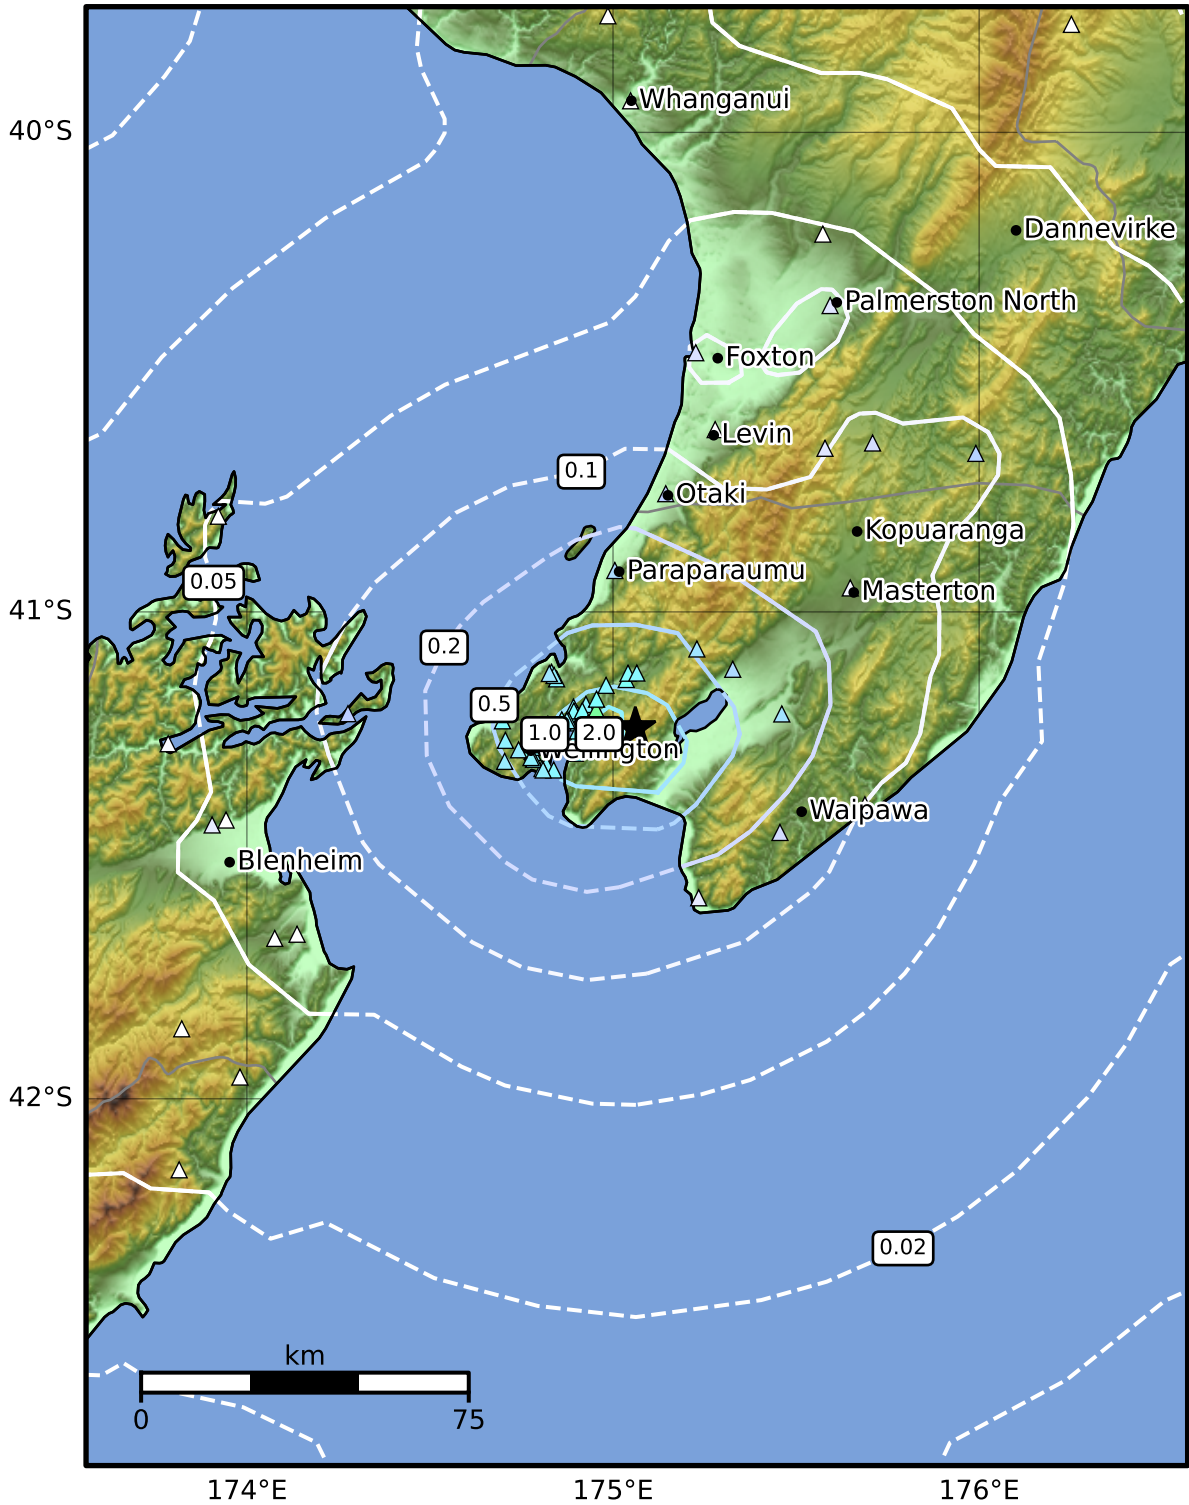 Whanganui
40°S
Dannevirke
Palmerston North
Foxton
Levin
0.1
Otaki
Kopuaranga
Paraparaumu
0.05
Masterton
41°S
0.2
0.5
1.0
2.0
Wellington
Waipawa
Blenheim
42°S
0.02
km
0
75
174°E
175°E
176°E